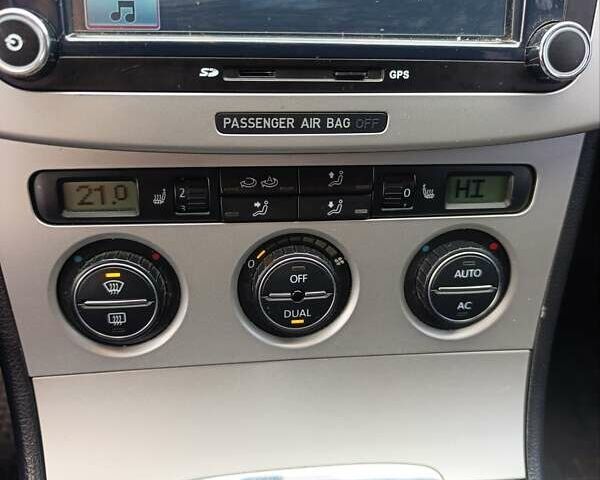 SD GPS
PASSENGER AIR BAG OFF
21.0 2 0 HI
3
0 OFF AUTO
DUAL AC